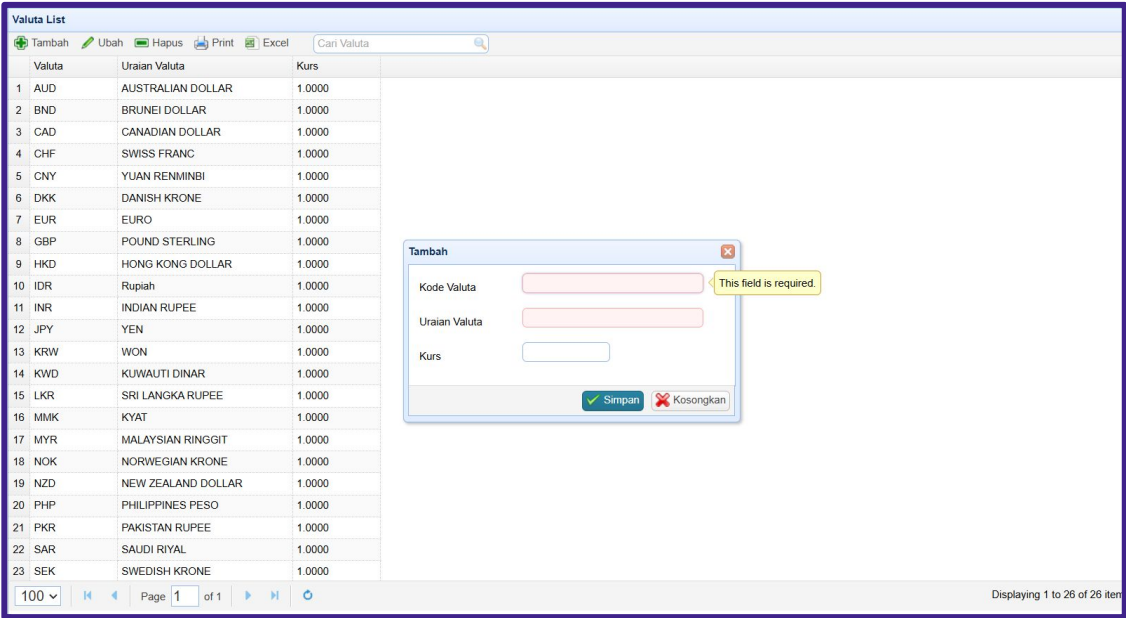 Valuta List
Tambah Ubah Hapus Print Excel Cari Valuta
Valuta Uraian Valuta Kurs
1 AUD AUSTRALIAN DOLLAR 1.0000
2 BND BRUNEI DOLLAR 1.0000
3 CAD CANADIAN DOLLAR 1.0000
4 CHF SWISS FRANC 1.0000
5 CNY YUAN RENMINBI 1.0000
6 DKK DANISH KRONE 1.0000
7 EUR EURO 1.0000
8 GBP POUND STERLING 1.0000
9 HKD HONG KONG DOLLAR 1.0000
10 IDR Rupiah 1.0000
11 INR INDIAN RUPEE 1.0000
12 JPY YEN 1.0000
13 KRW WON 1.0000
14 KWD KUWAUTI DINAR 1.0000
15 LKR SRI LANGKA RUPEE 1.0000
16 MMK KYAT 1.0000
17 MYR MALAYSIAN RINGGIT 1.0000
18 NOK NORWEGIAN KRONE 1.0000
19 NZD NEW ZEALAND DOLLAR 1.0000
20 PHP PHILIPPINES PESO 1.0000
21 PKR PAKISTAN RUPEE 1.0000
22 SAR SAUDI RIYAL 1.0000
23 SEK SWEDISH KRONE 1.0000
Tambah
Kode Valuta This field is required.
Uraian Valuta
Kurs
Simpan Kosongkan
100 Page 1 of 1 Displaying 1 to 26 of 26 item